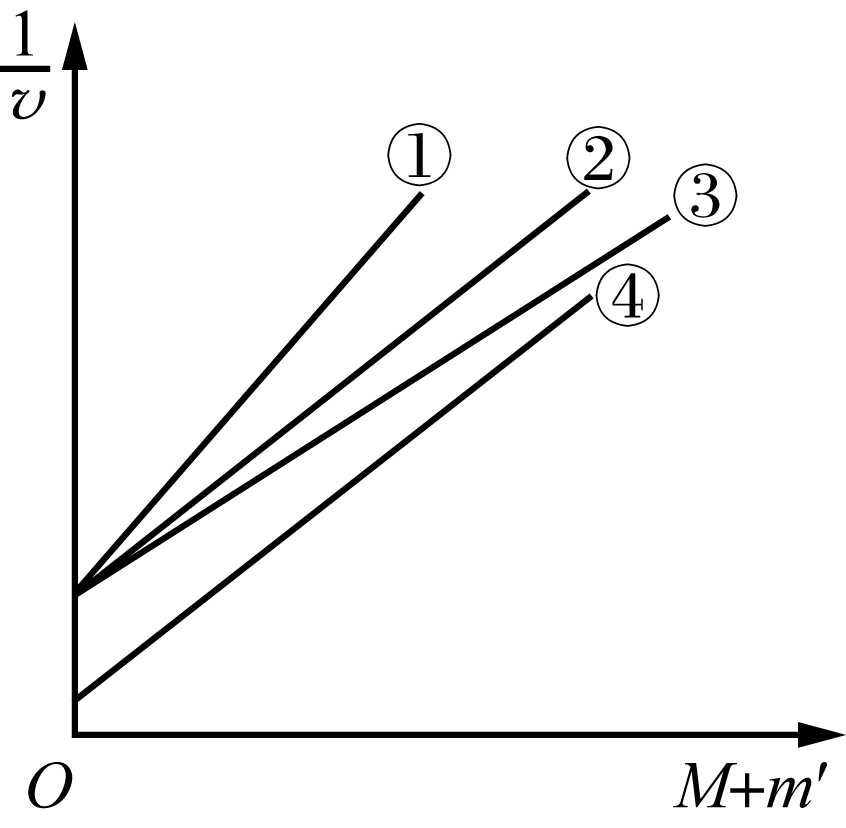 1/v
①
②
③
④
O
M+m′